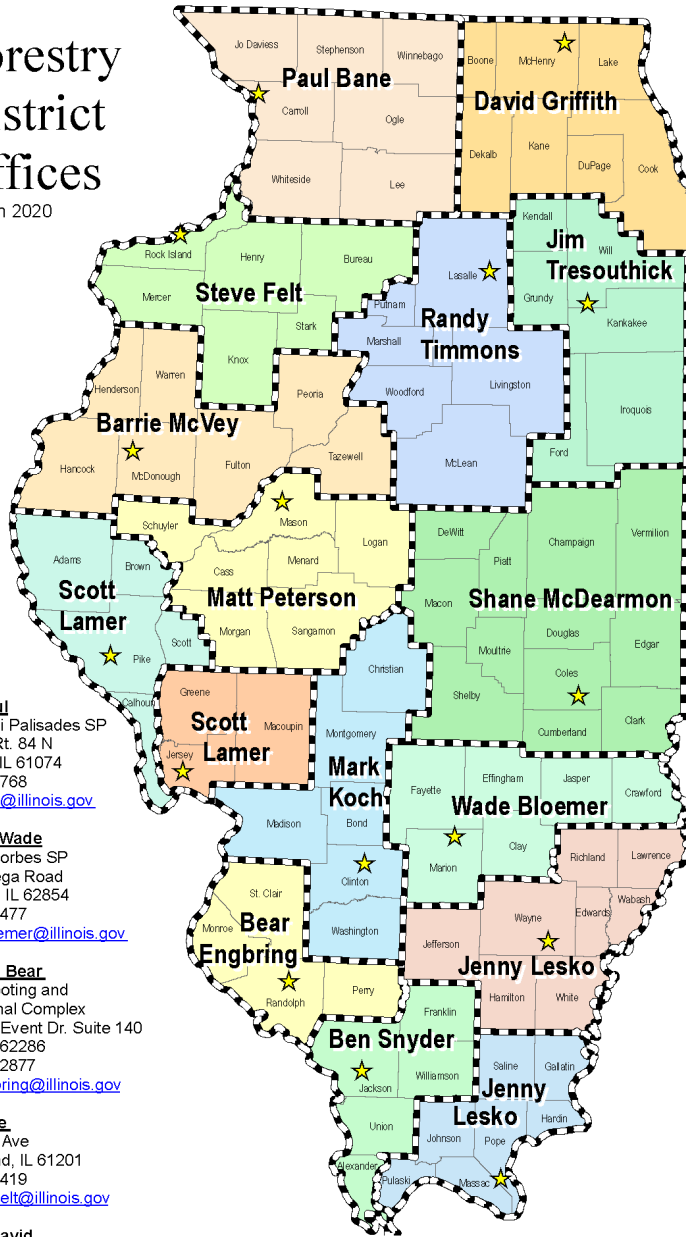 orestry
strict
ffices
2020
Jo Daviess
Stephenson
Winnebago
Paul Bane
Carroll
Ogle
Whiteside
Lee
Boone
McHenry
Lake
David Griffith
Dekalb
Kane
DuPage
Cook
Rock Island
Henry
Bureau
Mercer
Steve Felt
Stark
Knox
Lasalle
Putnam
Randy
Timmons
Marshall
Woodford
Livingston
McLean
Kendall
Will
Jim
Tresouthick
Grundy
Kankakee
Iroquois
Ford
Henderson
Warren
Peoria
Barrie McVey
Hancock
McDonough
Fulton
Tazewell
Schuyler
Mason
Logan
Cass
Menard
Matt Peterson
Morgan
Sangamon
Adams
Brown
Scott
Lamer
Pike
Scott
Calhoun
DeWitt
Piatt
Champaign
Vermilion
Macon
Shane McDearmon
Douglas
Moultrie
Edgar
Coles
Shelby
Cumberland
Clark
Greene
Scott
Lamer
Macoupin
Jersey
Christian
Montgomery
Mark
Koch
Madison
Bond
Clinton
Washington
Fayette
Effingham
Jasper
Crawford
Wade Bloemer
Clay
Marion
Richland
Lawrence
Wayne
Edwards
Wabash
Jefferson
Jenny Lesko
Hamilton
White
St. Clair
Monroe
Bear
Engbring
Randolph
Perry
Franklin
Ben Snyder
Jackson
Williamson
Union
Alexander
Saline
Gallatin
Jenny
Lesko
Hardin
Johnson
Pope
Pulaski
Massac
ul
i Palisades SP
Rt. 84 N
IL 61074
768
@illinois.gov
Wade
orbes SP
ega Road
IL 62854
477
emer@illinois.gov
Bear
ooting and
nal Complex
Event Dr. Suite 140
62286
2877
bring@illinois.gov
e
Ave
nd, IL 61201
419
elt@illinois.gov
avid